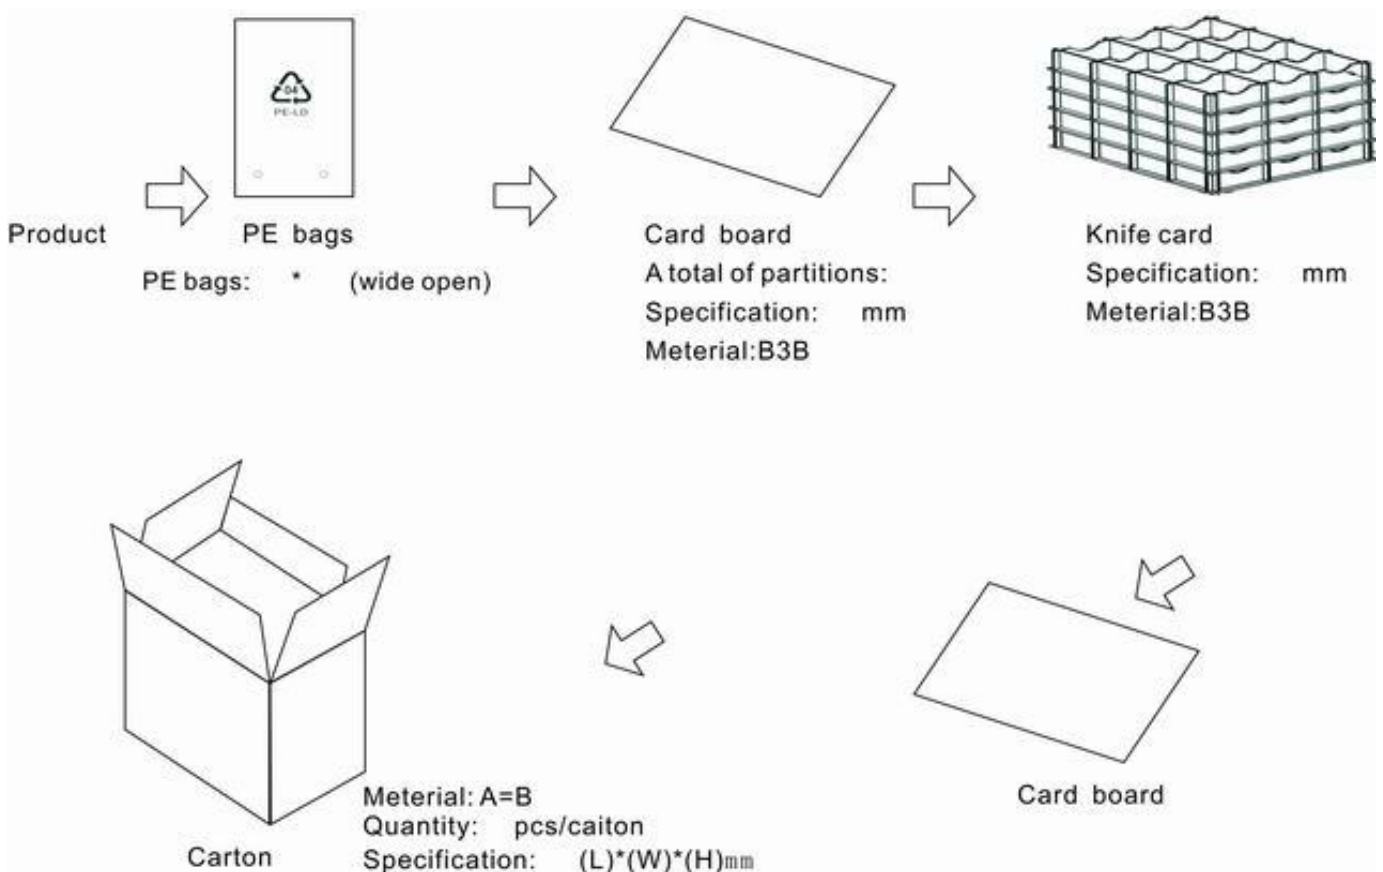 04
PE-LD
Product
PE bags
PE bags: * (wide open)
Card board
A total of partitions:
Specification: mm
Meterial:B3B
Knife card
Specification: mm
Meterial:B3B
Card board
Carton
Meterial: A=B
Quantity: pcs/caiton
Specification: (L)*(W)*(H)mm